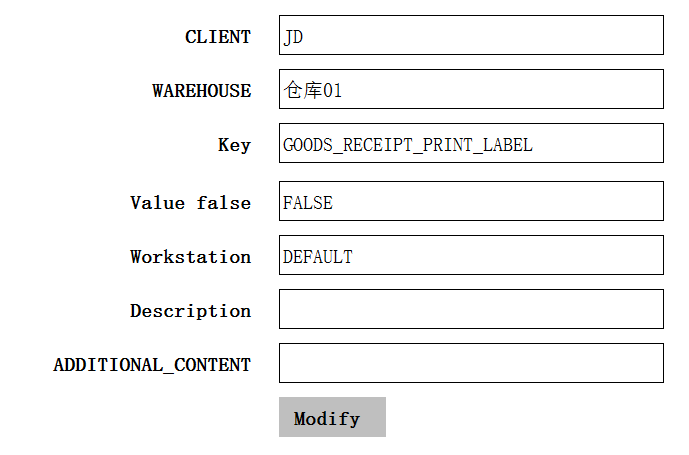 CLIENT JD
WAREHOUSE 仓库01
Key GOODS_RECEIPT_PRINT_LABEL
Value false FALSE
Workstation DEFAULT
Description
ADDITIONAL_CONTENT
Modify